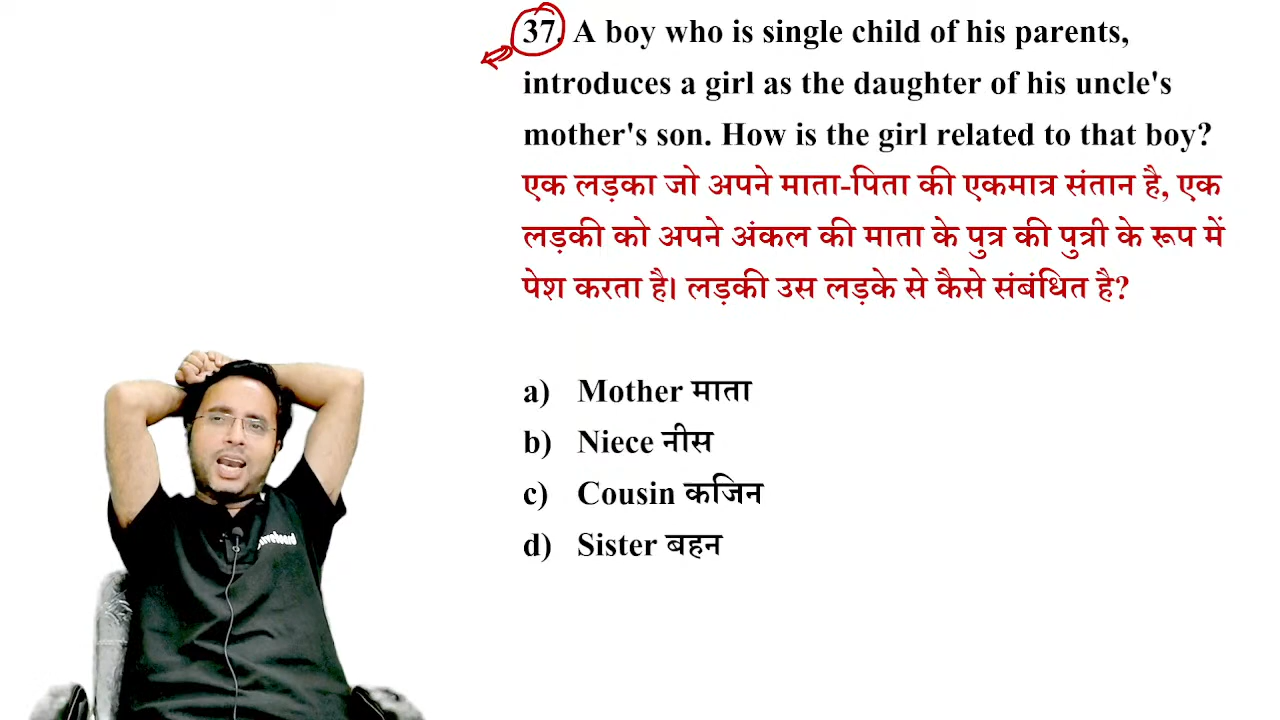 37. A boy who is single child of his parents,
introduces a girl as the daughter of his uncle's
mother's son. How is the girl related to that boy?
एक लड़का जो अपने माता-पिता की एकमात्र संतान है, एक
लड़की को अपने अंकल की माता के पुत्र की पुत्री के रूप में
पेश करता है। लड़की उस लड़के से कैसे संबंधित है?
a) Mother माता
b) Niece नीस
c) Cousin कजिन
d) Sister बहन